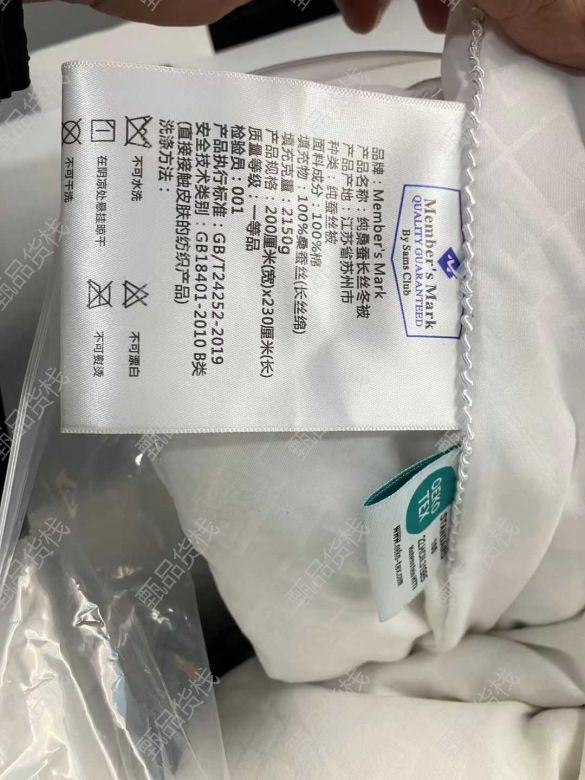 Member's Mark
QUALITY GUARANTEED
By Sams Club
品牌：Member's Mark
产品名称：纯桑蚕长丝冬被
产品产地：江苏省苏州市
种类：纯蚕丝被
面料成分：100%棉
填充物：100%桑蚕丝(长丝绵)
填充克量：2150g
产品规格：200厘米(宽)x230厘米(长)
质量等级：一等品
检验员：001
产品执行标准：GB/T24252-2019
安全技术类别：GB18401-2010 B类
(直接接触皮肤的纺织产品)
洗涤方法：
不可水洗
不可漂白
在阴凉处悬挂晾干
不可熨烫
不可干洗
OEKO
TEX
www.oeko-tex.com
甄品货栈